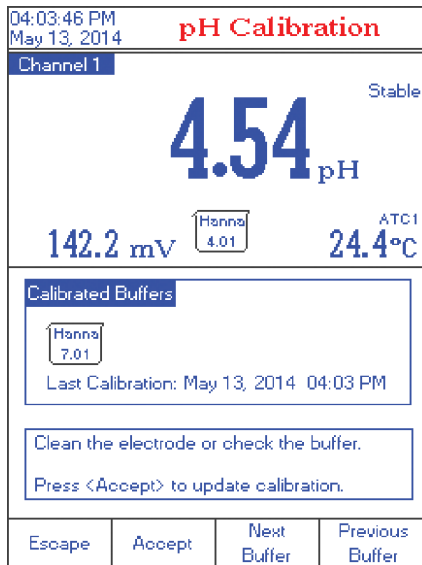 04:03:46 PM
May 13, 2014
pH Calibration
Channel 1
Stable
4.54 pH
142.2 mV
Hanna
4.01
ATC1
24.4°C
Calibrated Buffers
Hanna
7.01
Last Calibration: May 13, 2014 04:03 PM
Clean the electrode or check the buffer.
Press <Accept> to update calibration.
Escape
Accept
Next
Buffer
Previous
Buffer